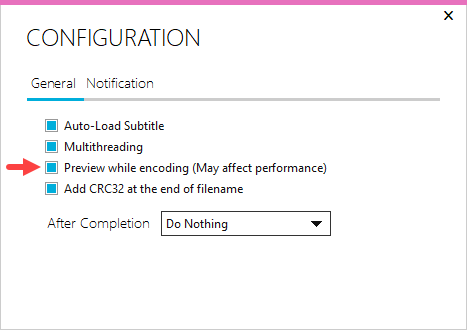 CONFIGURATION
General Notification
Auto-Load Subtitle
Multithreading
Preview while encoding (May affect performance)
Add CRC32 at the end of filename
After Completion Do Nothing